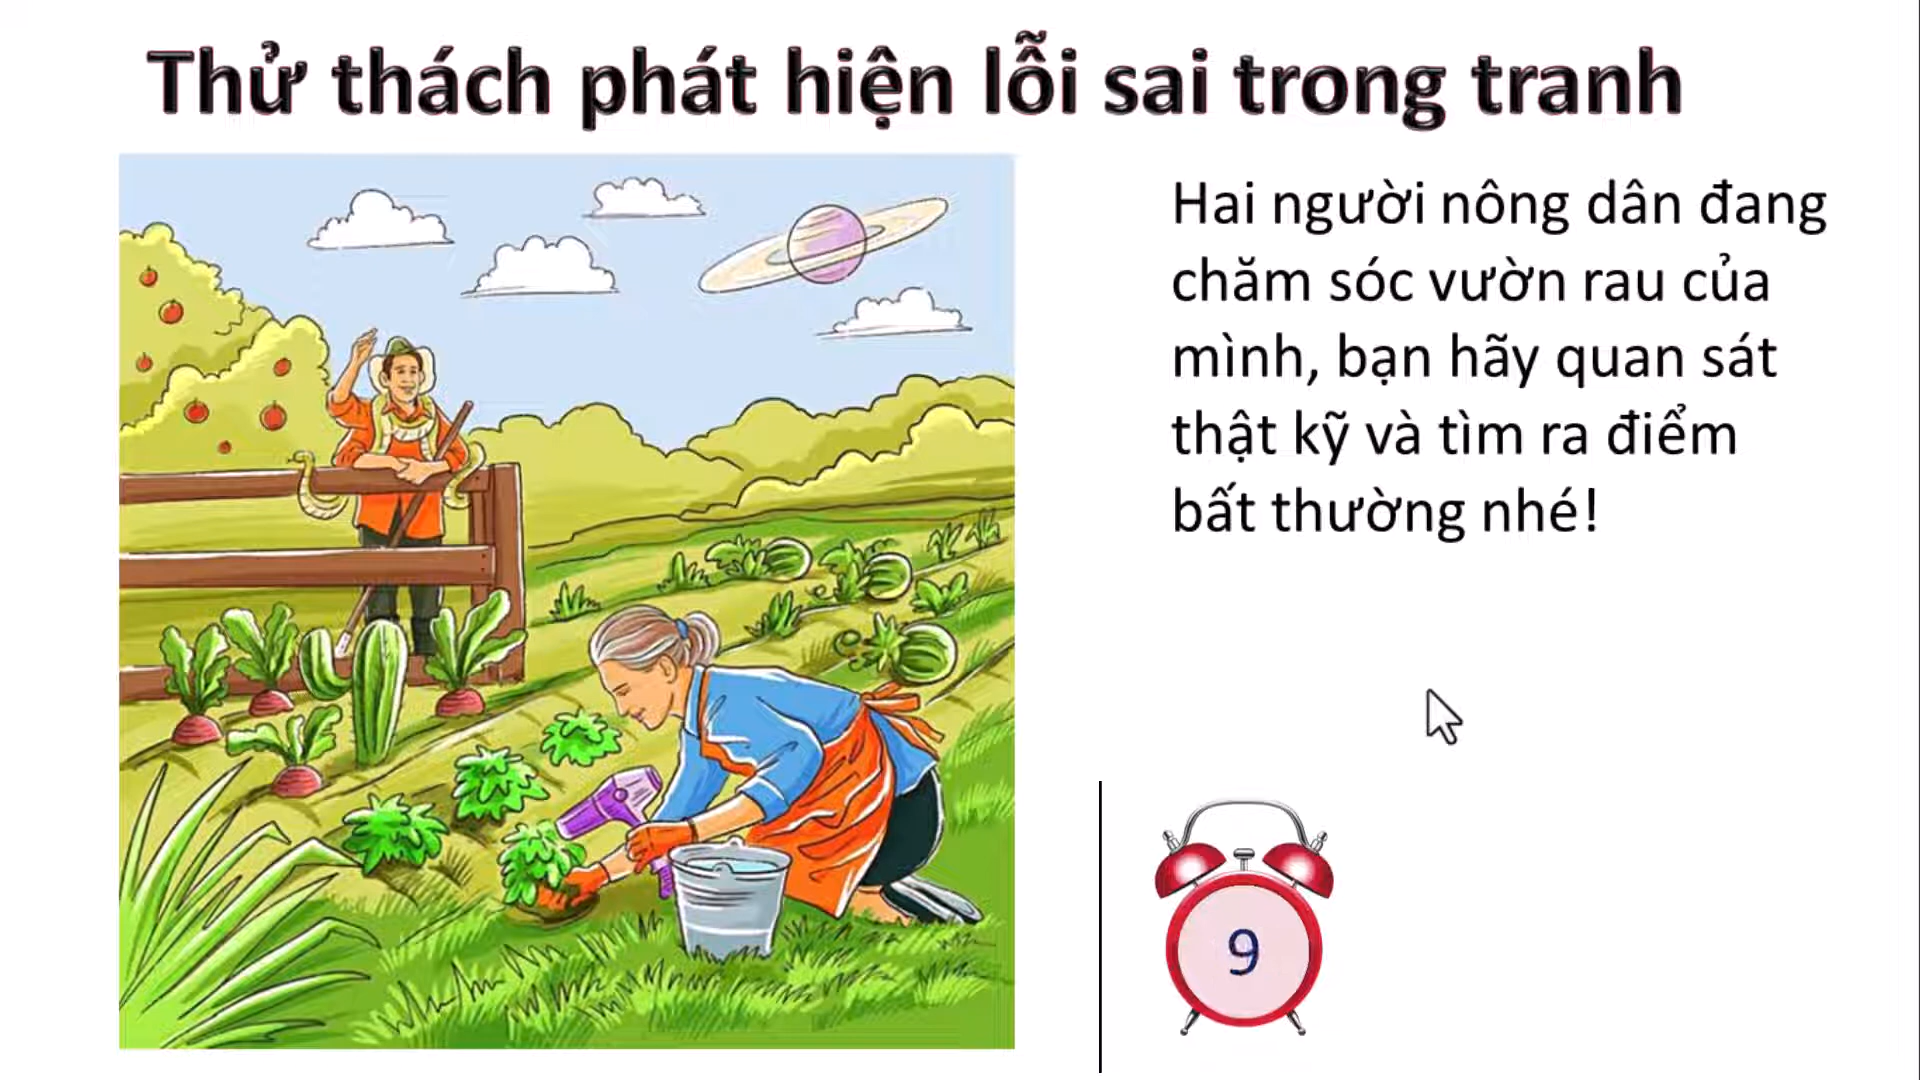 Thử thách phát hiện lỗi sai trong tranh
Hai người nông dân đang
chăm sóc vườn rau của
mình, bạn hãy quan sát
thật kỹ và tìm ra điểm
bất thường nhé!
9